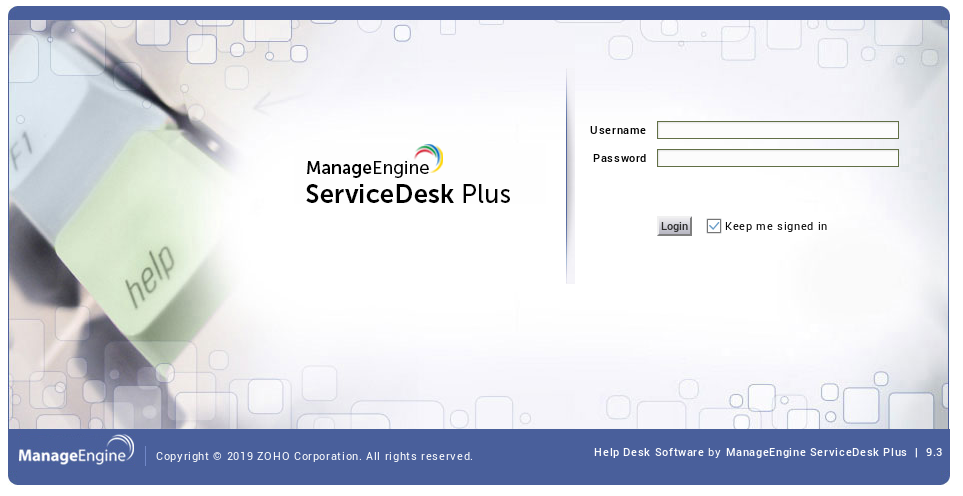 F1
help
ManageEngine
ServiceDesk Plus
Username
Password
Login
Keep me signed in
ManageEngine
Copyright © 2019 ZOHO Corporation. All rights reserved.
Help Desk Software by ManageEngine ServiceDesk Plus | 9.3